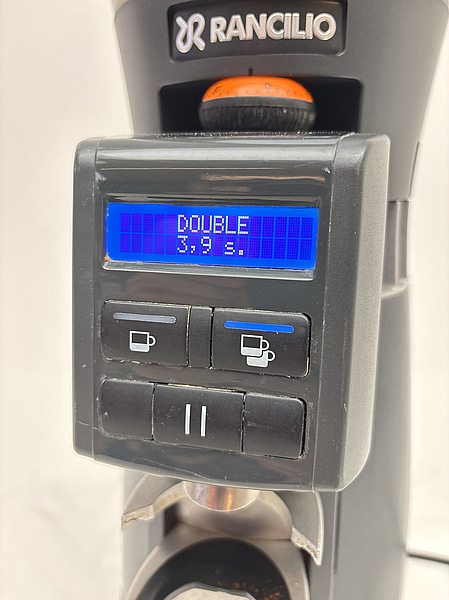 RANCILIO
DOUBLE
3,9 s.